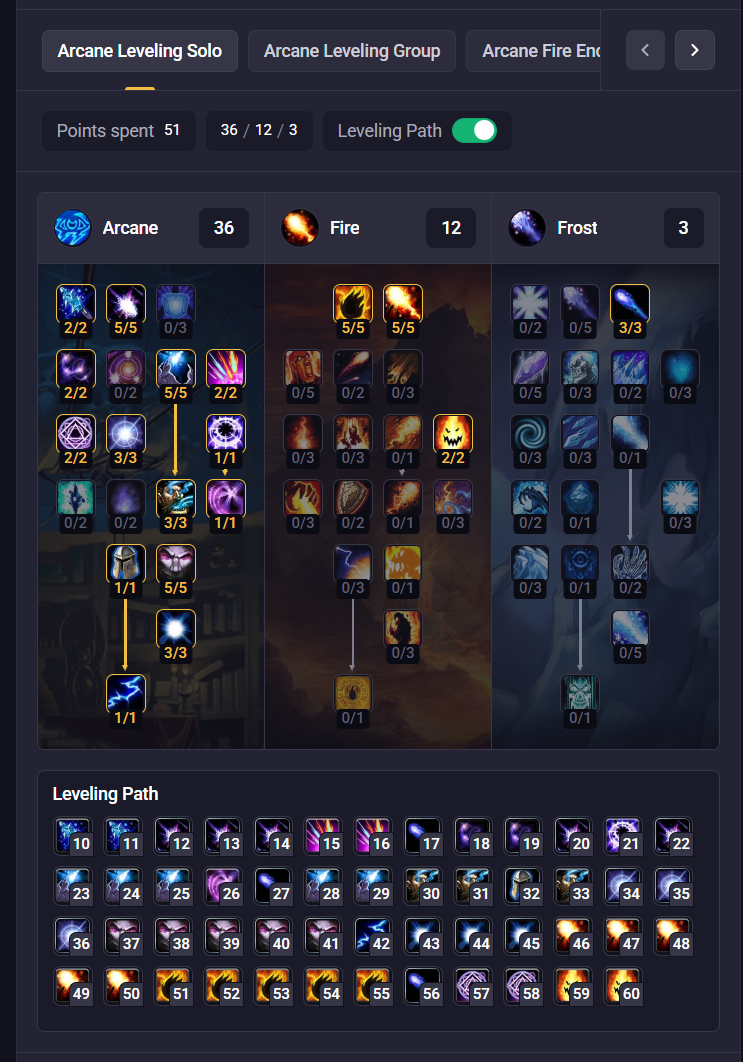 Arcane Leveling Solo Arcane Leveling Group Arcane Fire Enc
Points spent 51 36 / 12 / 3 Leveling Path
Arcane 36 Fire 12 Frost 3
2/2 5/5 0/3 5/5 5/5 0/2 0/5 3/3
2/2 0/2 5/5 2/2 0/5 0/2 0/3 0/5 0/3 0/2 0/3
2/2 3/3 1/1 0/3 0/3 0/1 2/2 0/3 0/3 0/1
0/2 0/2 3/3 1/1 0/3 0/2 0/1 0/3 0/2 0/1 0/3
1/1 5/5 0/3 0/1 0/3 0/1 0/2
3/3 0/3 0/5
1/1 0/1 0/1
Leveling Path
10 11 12 13 14 15 16 17 18 19 20 21 22
23 24 25 26 27 28 29 30 31 32 33 34 35
36 37 38 39 40 41 42 43 44 45 46 47 48
49 50 51 52 53 54 55 56 57 58 59 60